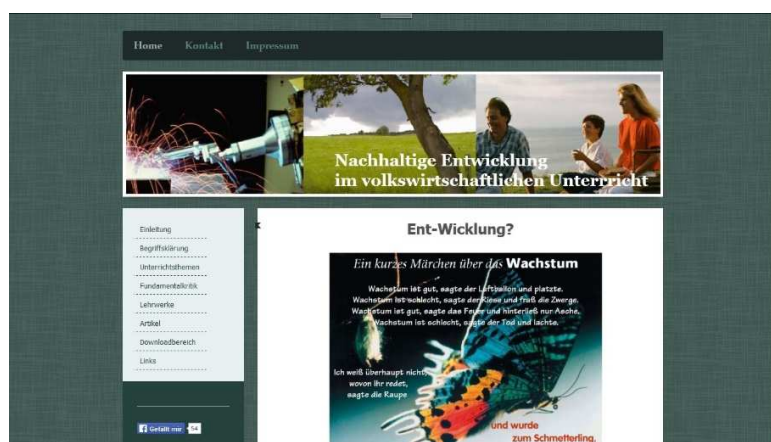 Home
Kontakt
Impressum
Nachhaltige Entwicklung
im volkswirtschaftlichen Unterrricht
Einleitung
Begriffsklärung
Unterrichtsthemen
Fundamentalkritik
Lehrwerke
Artikel
Downloadbereich
Links
Gefällt mir 54
Ent-Wicklung?
Ein kurzes Märchen über das Wachstum
Wachstum ist gut, sagte der Luftballon und platzte.
Wachstum ist schlecht, sagte der Riese und fraß die Zwerge.
Wachstum ist gut, sagte das Feuer und hinterließ nur Asche.
Wachstum ist schlecht, sagte der Tod und lachte.
Ich weiß überhaupt nicht,
wovon ihr redet,
sagte die Raupe
und wurde
zum Schmetterling.